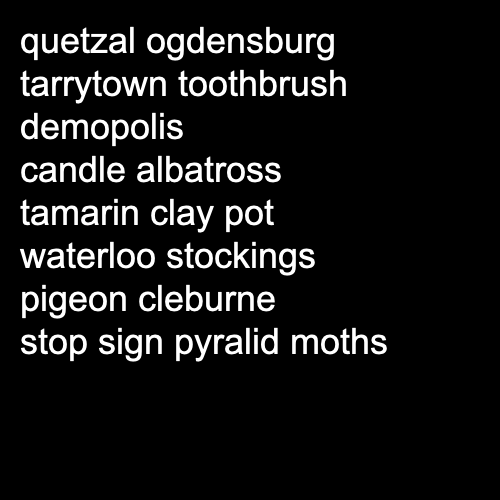 quetzal ogdensburg
tarrytown toothbrush
demopolis
candle albatross
tamarin clay pot
waterloo stockings
pigeon cleburne
stop sign pyralid moths